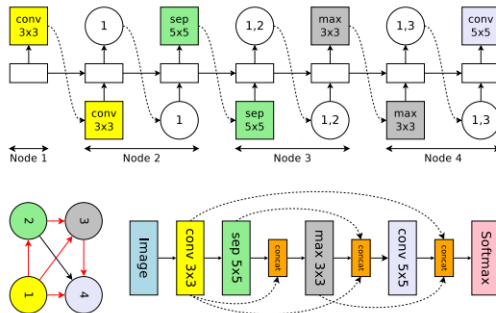 conv
3x3
1
sep
5x5
1,2
max
3x3
1,3
conv
5x5
conv
3x3
1
sep
5x5
1,2
max
3x3
1,3
Node 1
Node 2
Node 3
Node 4
2
3
1
4
Image
conv 3x3
sep 5x5
concat
max 3x3
concat
conv 5x5
concat
Softmax